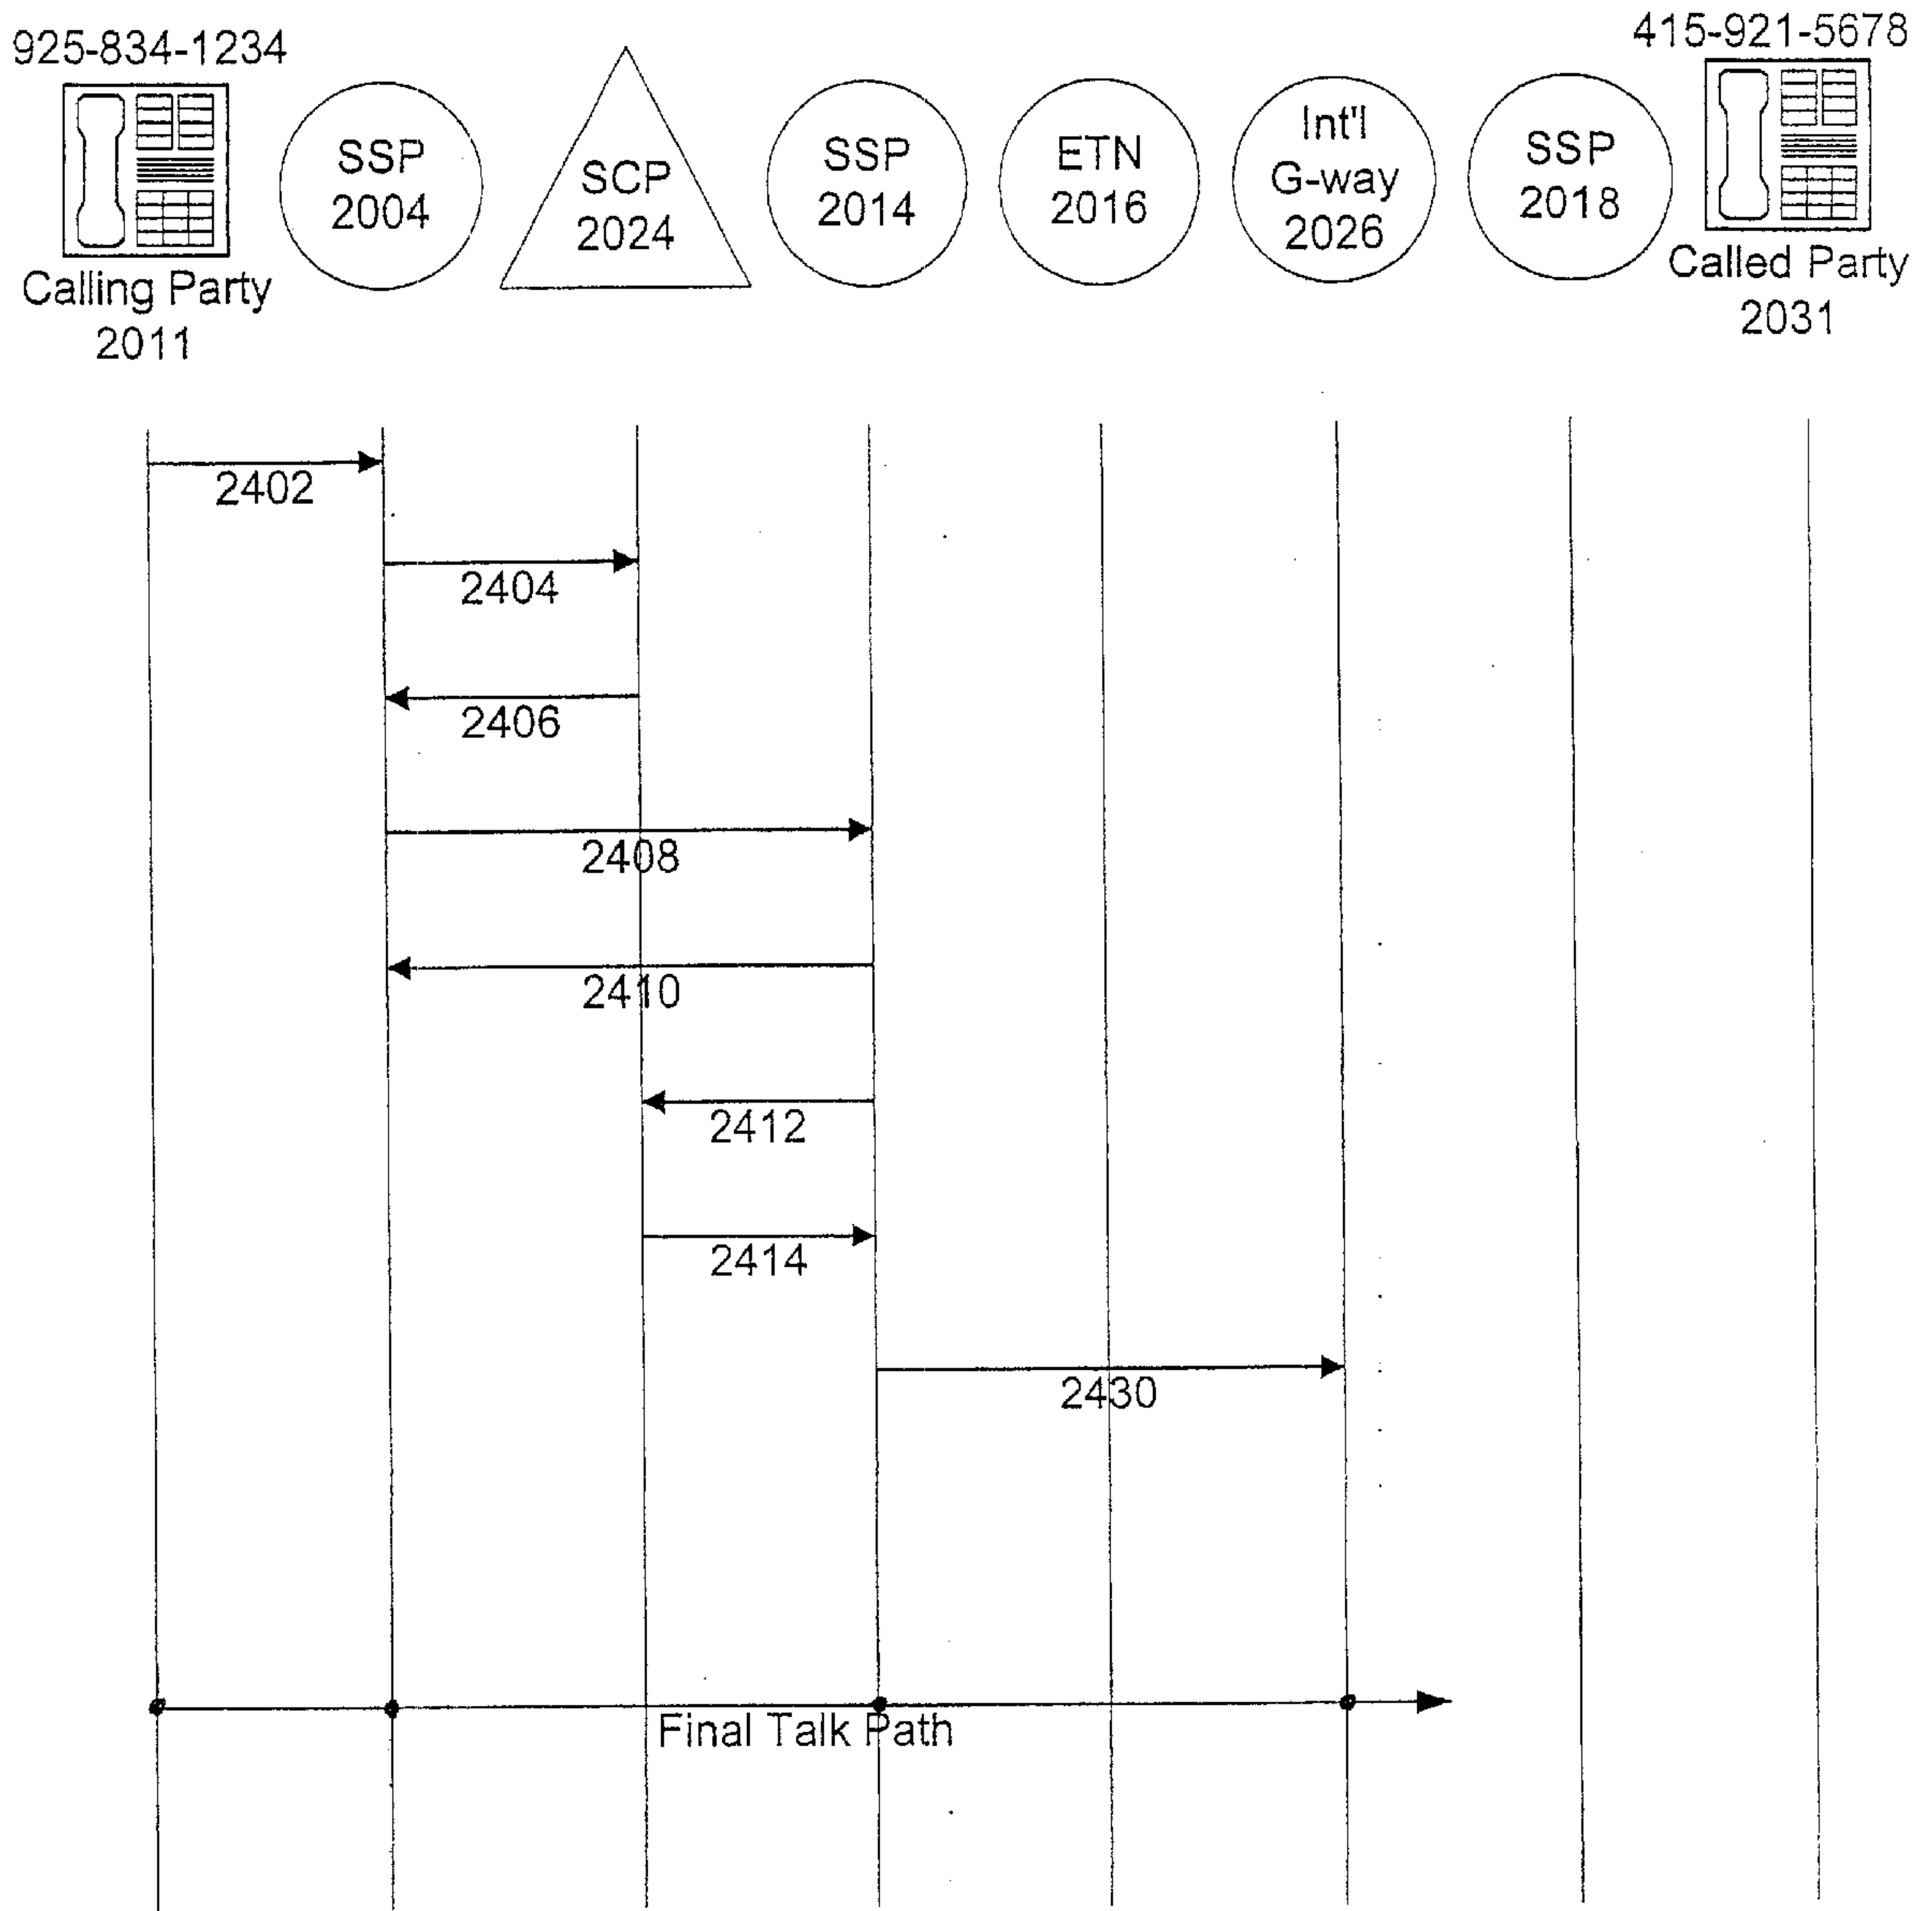 925-834-1234
415-921-5678
SSP
2004
SCP
2024
SSP
2014
ETN
2016
Int'l
G-way
2026
SSP
2018
Calling Party
2011
Called Party
2031
2402
2404
2406
2408
2410
2412
2414
2430
Final Talk Path